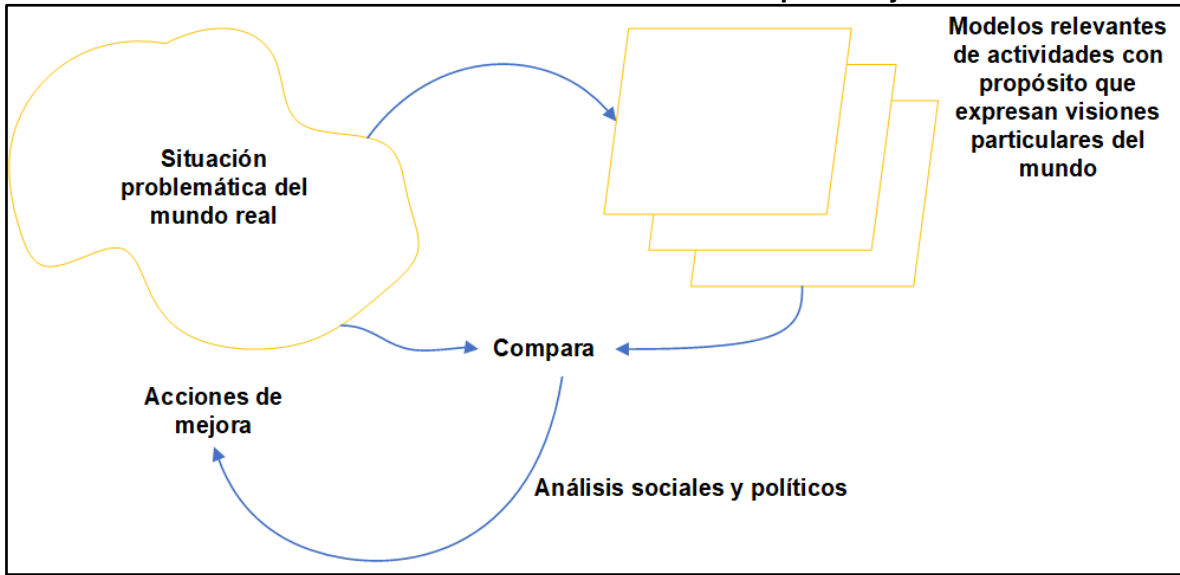 Modelos relevantes
de actividades con
propósito que
expresan visiones
particulares del
mundo
Situación
problemática del
mundo real
Compara
Acciones de
mejora
Análisis sociales y políticos